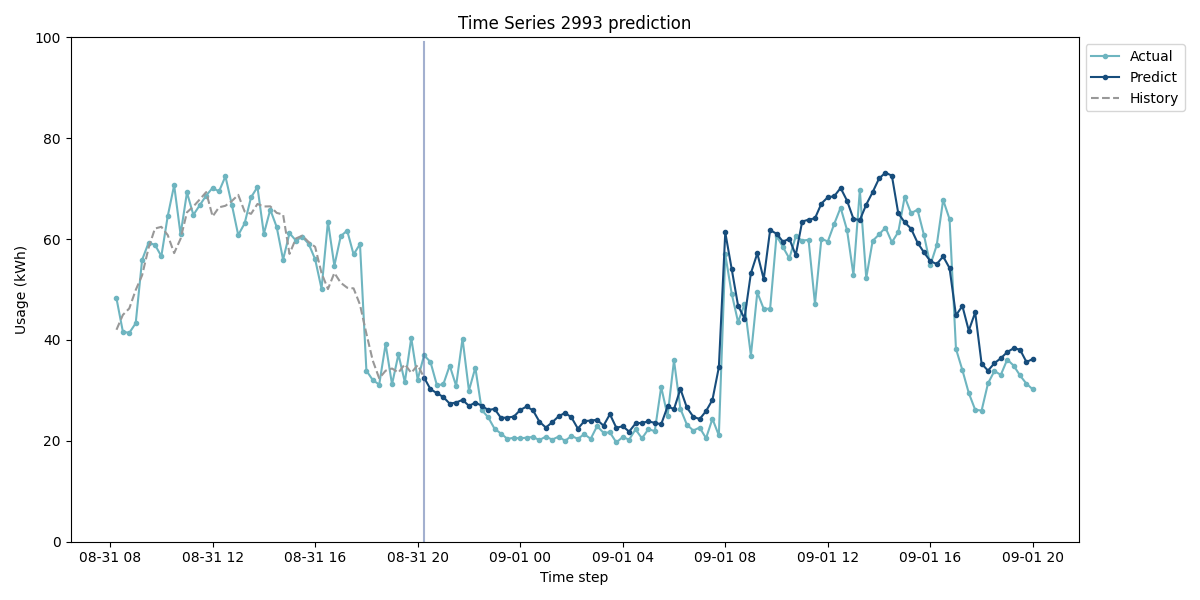 Time Series 2993 prediction
100
80
60
40
20
0
Usage (kWh)
08-31 08
08-31 12
08-31 16
08-31 20
09-01 00
09-01 04
09-01 08
09-01 12
09-01 16
09-01 20
Time step
Actual
Predict
History